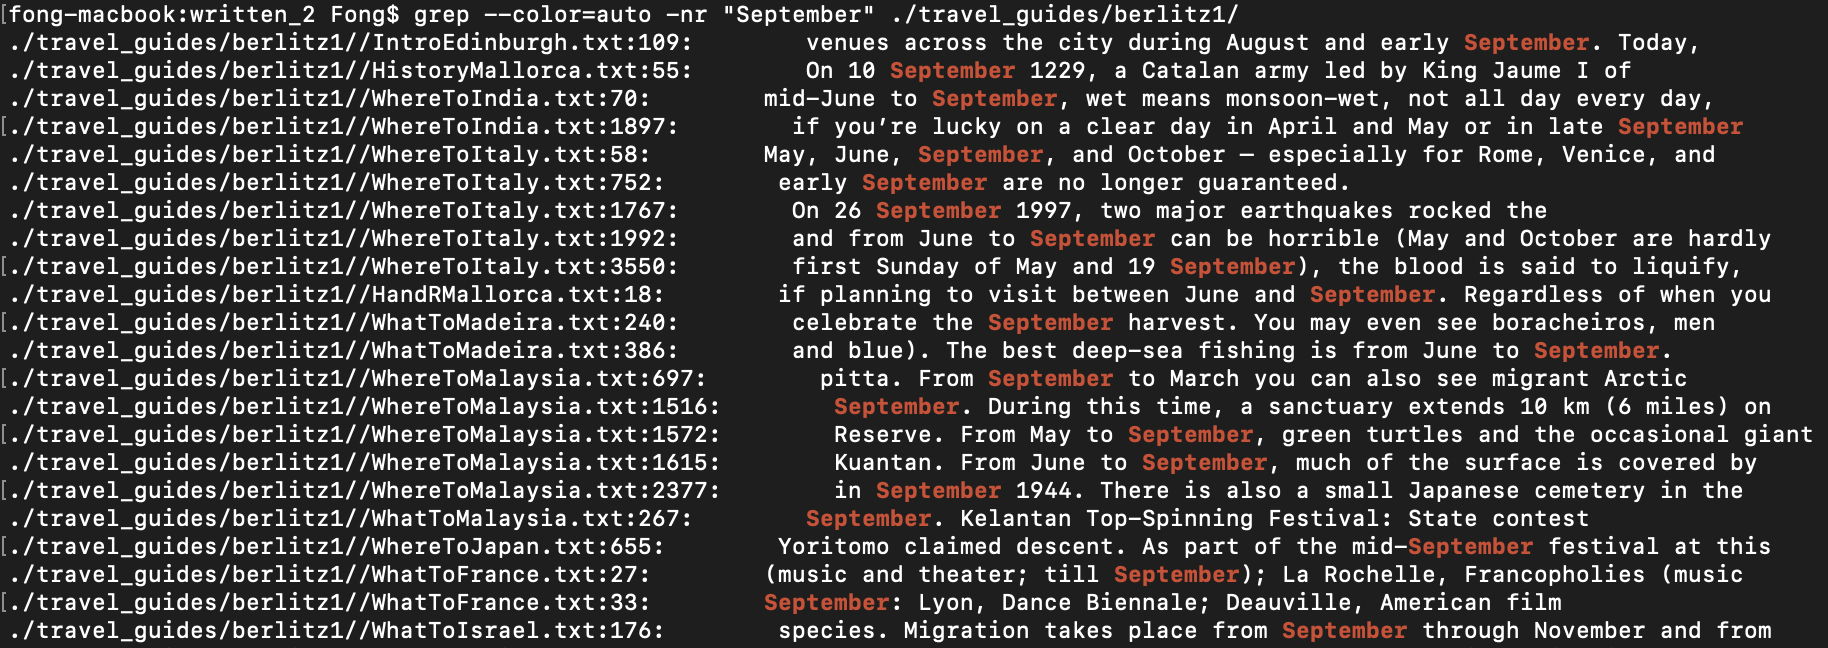 [fong-macbook:written_2 Fong$ grep --color=auto -nr "September" ./travel_guides/berlitz1/
./travel_guides/berlitz1//IntroEdinburgh.txt:109:        venues across the city during August and early September. Today,
./travel_guides/berlitz1//HistoryMallorca.txt:55:        On 10 September 1229, a Catalan army led by King Jaume I of
./travel_guides/berlitz1//WhereToIndia.txt:70:        mid-June to September, wet means monsoon-wet, not all day every day,
[./travel_guides/berlitz1//WhereToIndia.txt:1897:        if you’re lucky on a clear day in April and May or in late September
./travel_guides/berlitz1//WhereToItaly.txt:58:        May, June, September, and October — especially for Rome, Venice, and
./travel_guides/berlitz1//WhereToItaly.txt:752:        early September are no longer guaranteed.
./travel_guides/berlitz1//WhereToItaly.txt:1767:        On 26 September 1997, two major earthquakes rocked the
./travel_guides/berlitz1//WhereToItaly.txt:1992:        and from June to September can be horrible (May and October are hardly
[./travel_guides/berlitz1//WhereToItaly.txt:3550:        first Sunday of May and 19 September), the blood is said to liquify,
./travel_guides/berlitz1//HandRMallorca.txt:18:        if planning to visit between June and September. Regardless of when you
[./travel_guides/berlitz1//WhatToMadeira.txt:240:        celebrate the September harvest. You may even see boracheiros, men
./travel_guides/berlitz1//WhatToMadeira.txt:386:        and blue). The best deep-sea fishing is from June to September.
[./travel_guides/berlitz1//WhereToMalaysia.txt:697:        pitta. From September to March you can also see migrant Arctic
./travel_guides/berlitz1//WhereToMalaysia.txt:1516:        September. During this time, a sanctuary extends 10 km (6 miles) on
[./travel_guides/berlitz1//WhereToMalaysia.txt:1572:        Reserve. From May to September, green turtles and the occasional giant
./travel_guides/berlitz1//WhereToMalaysia.txt:1615:        Kuantan. From June to September, much of the surface is covered by
[./travel_guides/berlitz1//WhereToMalaysia.txt:2377:        in September 1944. There is also a small Japanese cemetery in the
./travel_guides/berlitz1//WhatToMalaysia.txt:267:        September. Kelantan Top-Spinning Festival: State contest
[./travel_guides/berlitz1//WhereToJapan.txt:655:        Yoritomo claimed descent. As part of the mid-September festival at this
./travel_guides/berlitz1//WhatToFrance.txt:27:        (music and theater; till September); La Rochelle, Francopholies (music
[./travel_guides/berlitz1//WhatToFrance.txt:33:        September: Lyon, Dance Biennale; Deauville, American film
./travel_guides/berlitz1//WhatToIsrael.txt:176:        species. Migration takes place from September through November and from